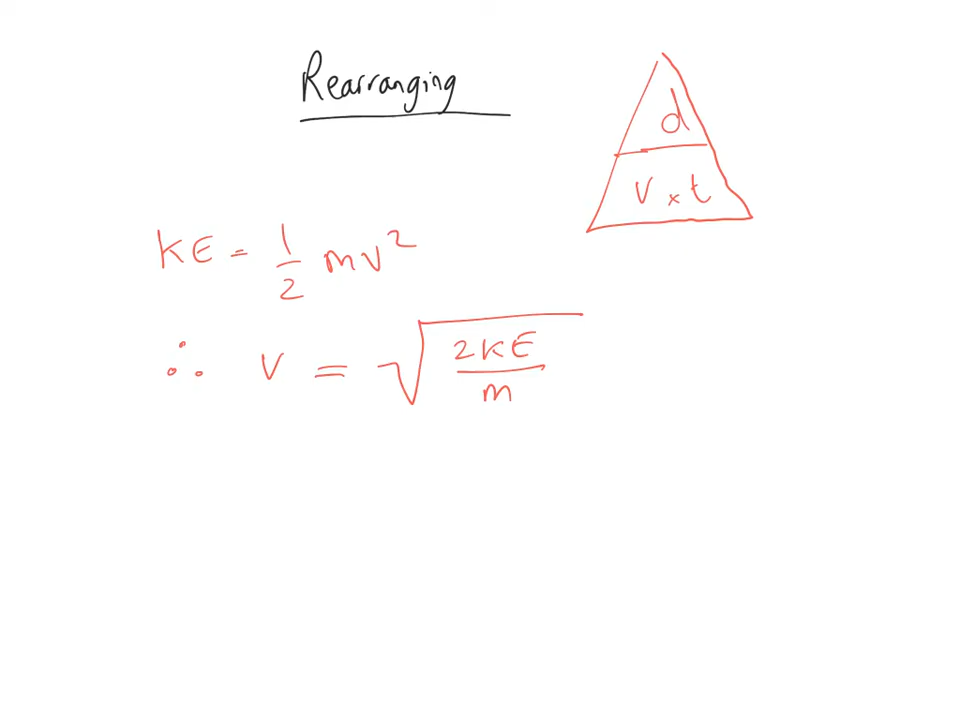 Rearranging
d
v × t
KE = 1/2 mv²
∴ v = √(2KE/m)